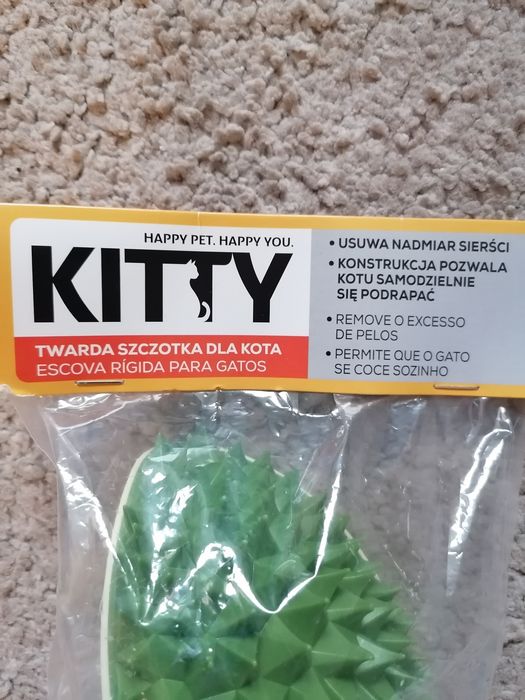 HAPPY PET. HAPPY YOU.
KITTY
TWARDA SZCZOTKA DLA KOTA
ESCOVA RÍGIDA PARA GATOS
• USUWA NADMIAR SIERŚCI
• KONSTRUKCJA POZWALA
KOTU SAMODZIELNIE
SIĘ PODRAPAĆ
• REMOVE O EXCESSO
DE PELOS
• PERMITE QUE O GATO
SE COCE SOZINHO